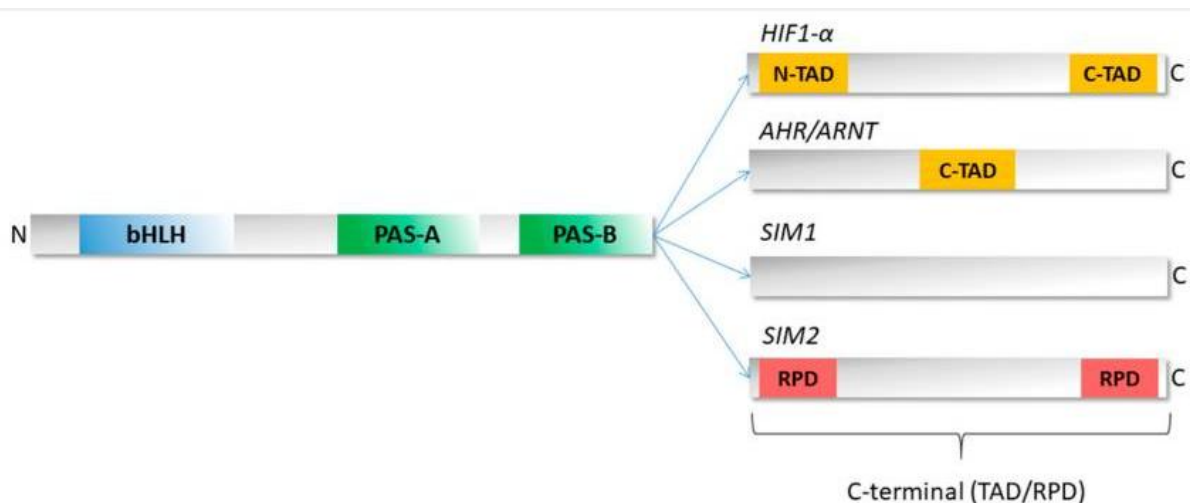 HIF1-α
N-TAD C-TAD C
AHR/ARNT
C-TAD C
N bHLH PAS-A PAS-B
SIM1
C
SIM2
RPD RPD C
C-terminal (TAD/RPD)